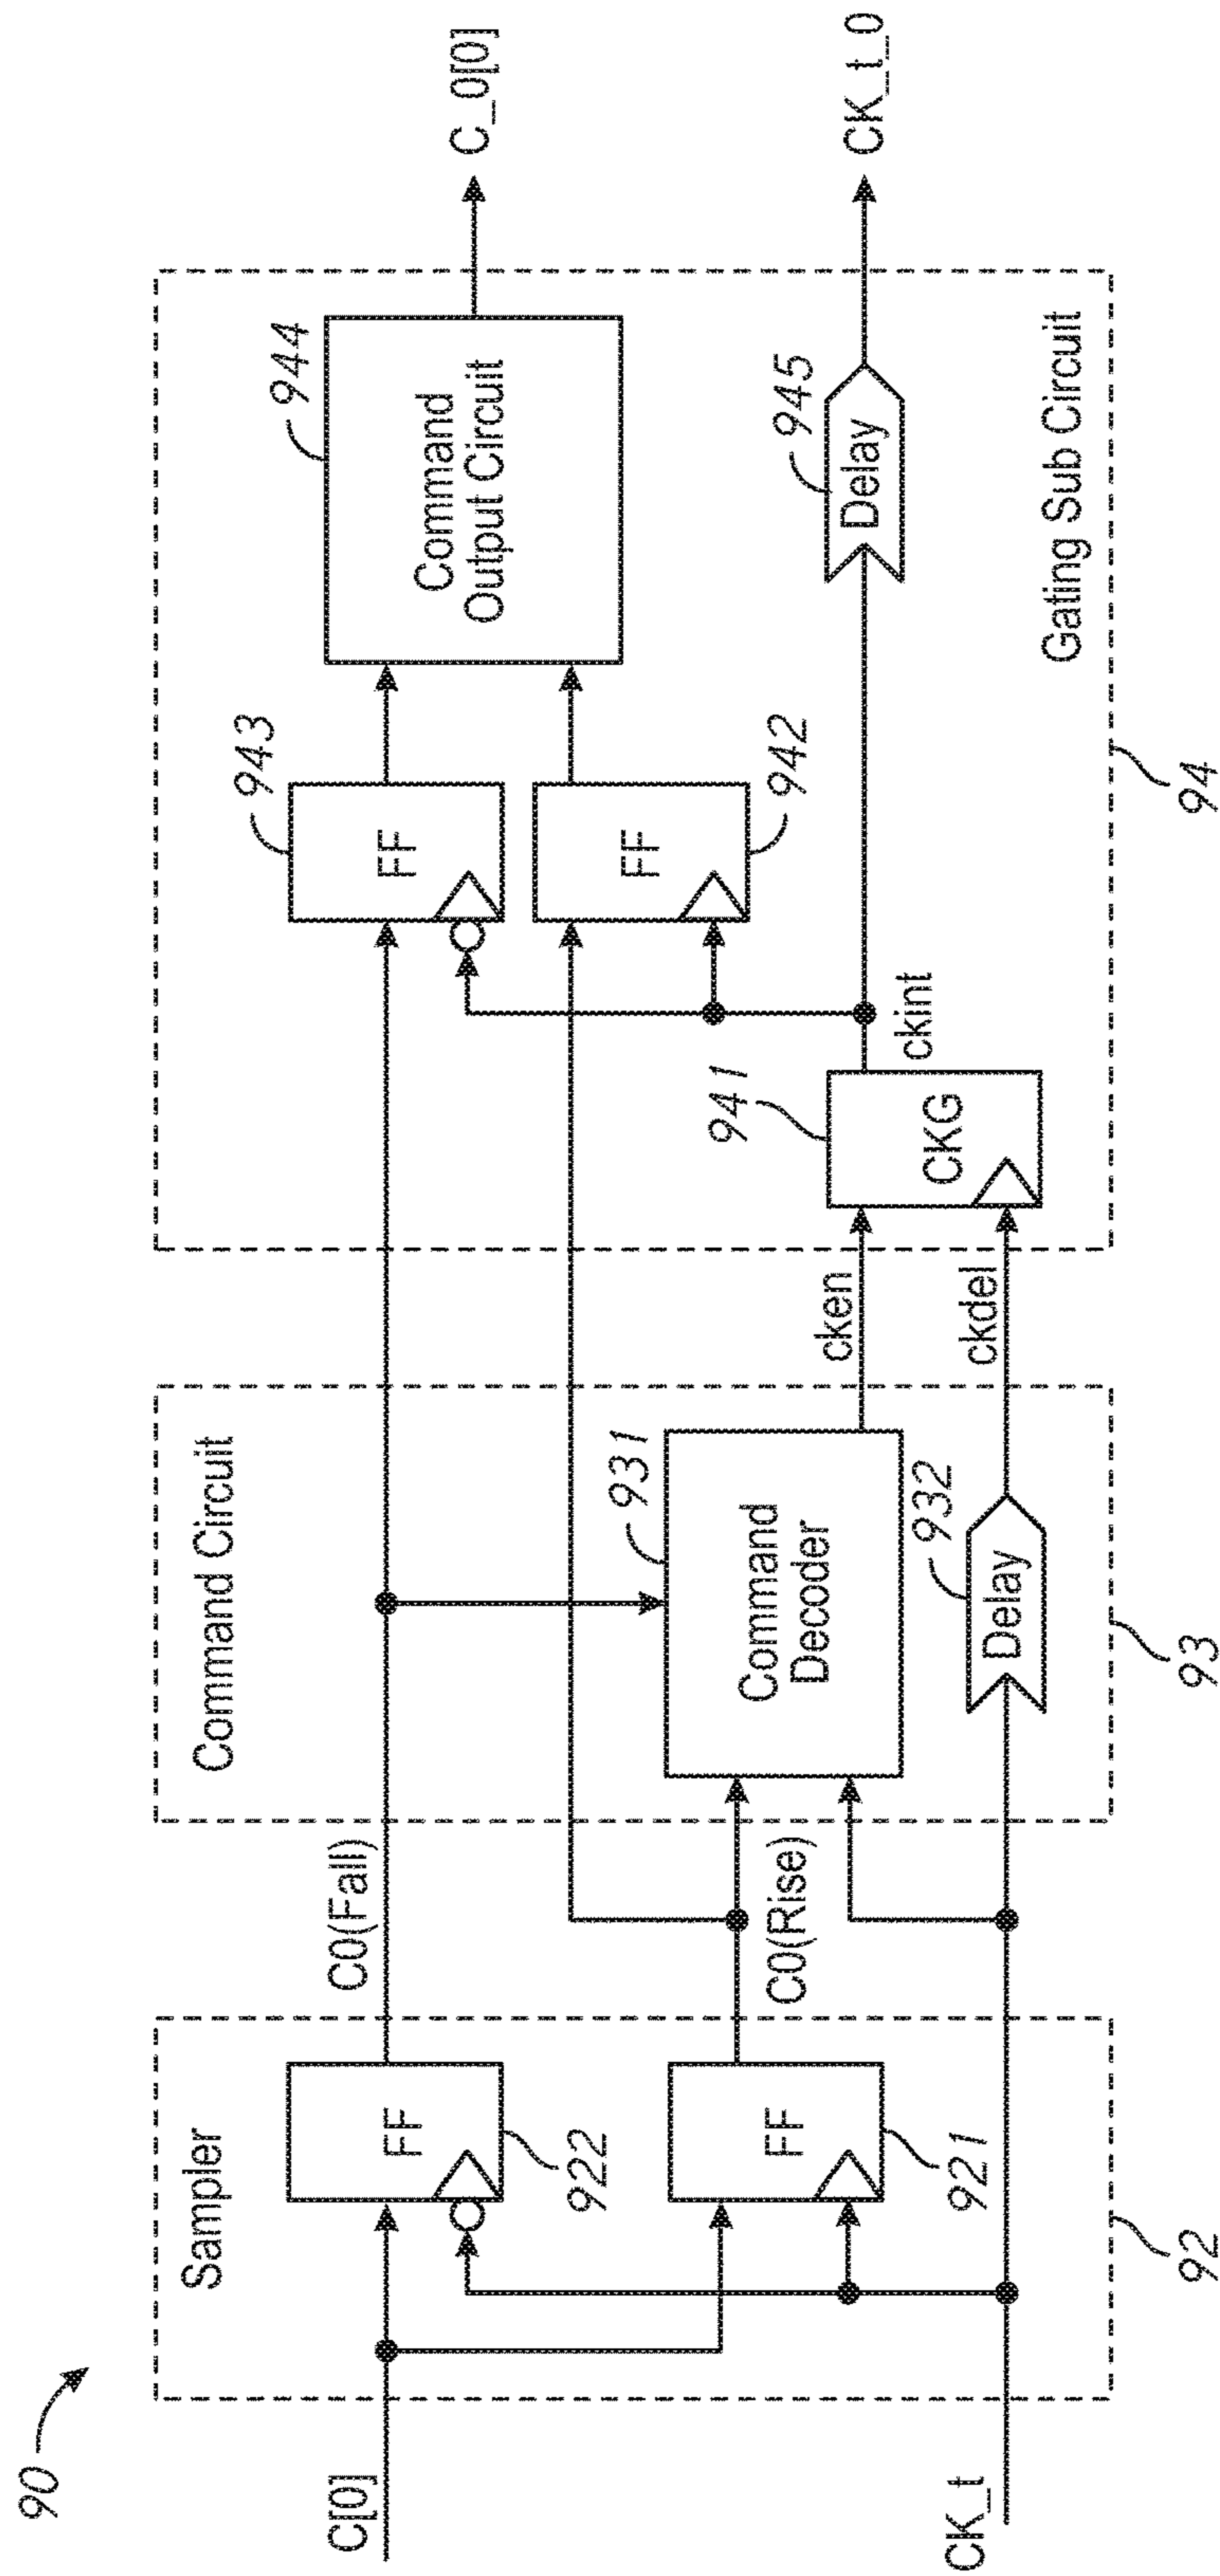 90
C[0]
CK_t
Sampler
FF
922
FF
921
92
C0(Fall)
C0(Rise)
Command Circuit
Command
Decoder
931
Delay
932
93
cken
ckdel
CKG
941
ckint
FF
943
FF
942
Command
Output Circuit
944
Delay
945
Gating Sub Circuit
94
C_0[0]
CK_t_0